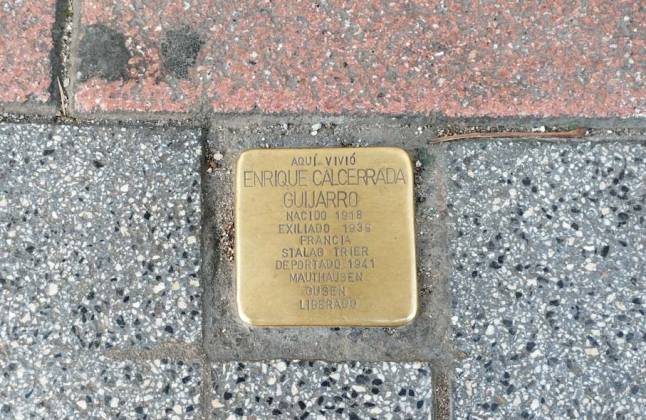 AQUÍ VIVIÓ
ENRIQUE CALCERRADA
GUIJARRO
NACIDO 1918
EXILIADO 1939
FRANCIA
STALAG TRIER
DEPORTADO 1941
MAUTHAUSEN
GUSEN
LIBERADO